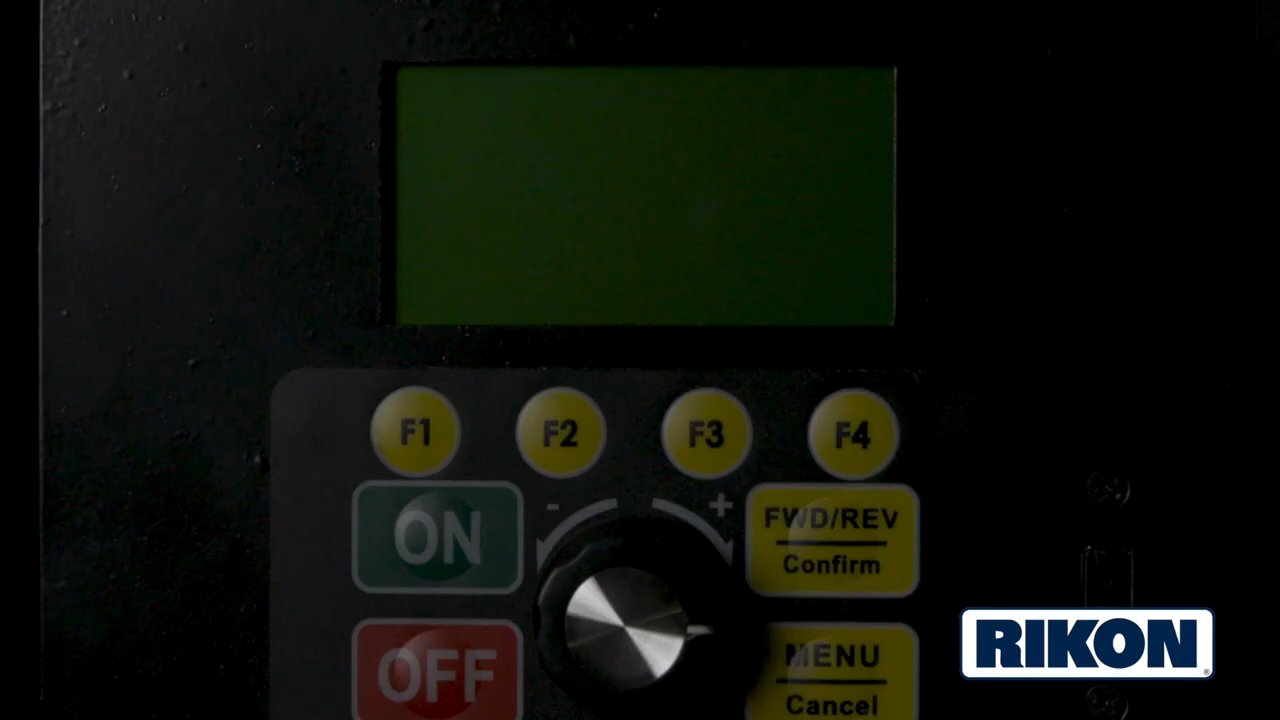 F1 F2 F3 F4
ON
- +
FWD/REV
Confirm
OFF
MENU
Cancel
RIKON®